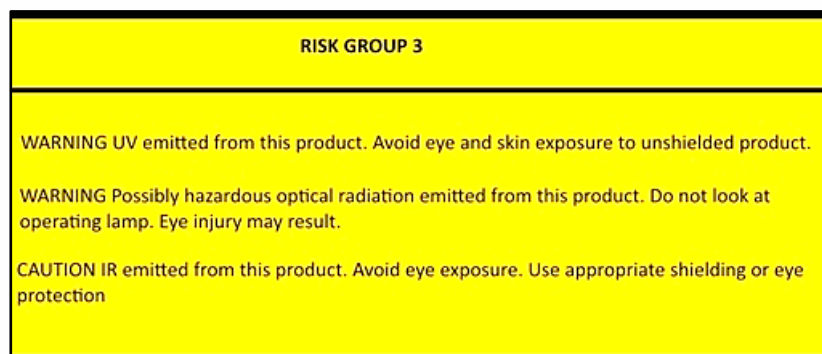 RISK GROUP 3
WARNING UV emitted from this product. Avoid eye and skin exposure to unshielded product.
WARNING Possibly hazardous optical radiation emitted from this product. Do not look at
operating lamp. Eye injury may result.
CAUTION IR emitted from this product. Avoid eye exposure. Use appropriate shielding or eye
protection